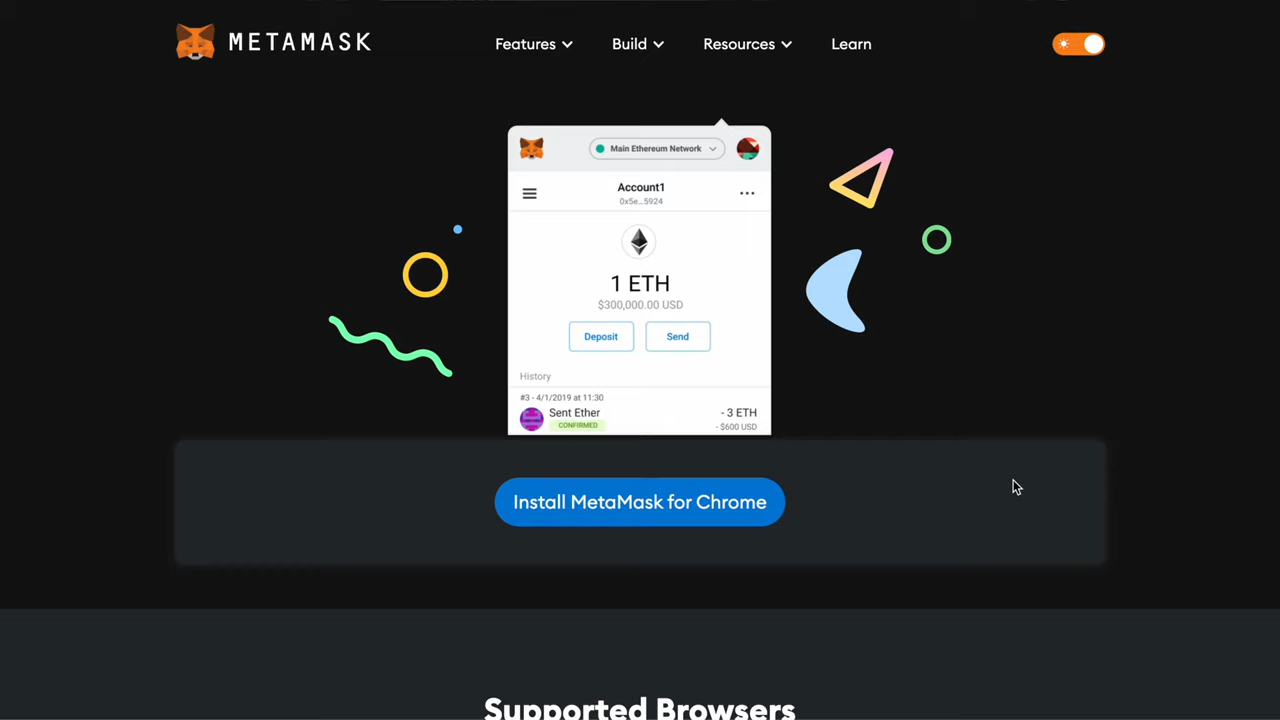 METAMASK
Features
Build
Resources
Learn
Main Ethereum Network
Account1
0x5e...5924
1 ETH
$300,000.00 USD
Deposit
Send
History
#3 - 4/1/2019 at 11:30
Sent Ether
- 3 ETH
CONFIRMED
- $600 USD
Install MetaMask for Chrome
Supported Browsers